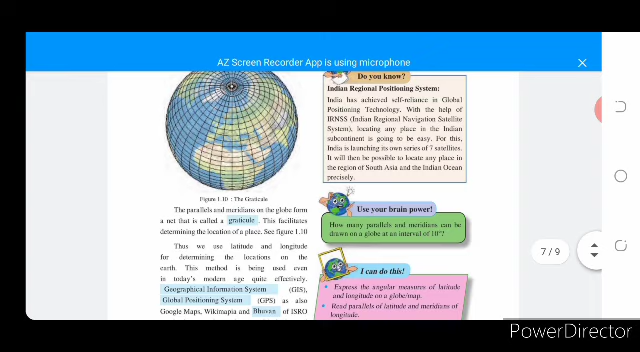 AZ Screen Recorder App is using microphone
Figure 1.10 : The Graticule
The parallels and meridians on the globe form
a net that is called a graticule. This facilitates
determining the location of a place. See figure 1.10
Thus we use latitude and longitude
for determining the locations on the
earth. This method is being used even
in today's modern age quite effectively.
Geographical Information System (GIS),
Global Positioning System (GPS) as also
Google Maps, Wikimapia and Bhuvan of ISRO
Do you know?
Indian Regional Positioning System:
India has achieved self-reliance in Global
Positioning Technology. With the help of
IRNSS (Indian Regional Navigation Satellite
System), locating any place in the Indian
subcontinent is going to be easy. For this,
India is launching its own series of 7 satellites.
It will then be possible to locate any place in
the region of South Asia and the Indian Ocean
precisely.
Use your brain power!
How many parallels and meridians can be
drawn on a globe at an interval of 10°?
I can do this!
• Express the angular measures of latitude
and longitude on a globe/map.
• Read parallels of latitude and meridians of
longitude.
7 / 9
PowerDirector